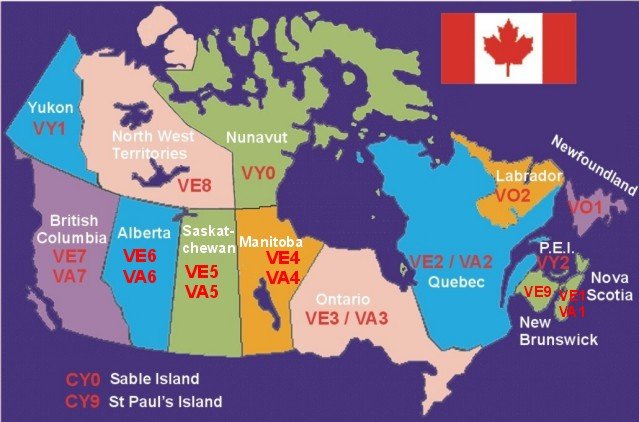 Yukon
VY1
North West
Territories
VE8
Nunavut
VY0
Labrador
VO2
Newfoundland
VO1
British
Columbia
VE7
VA7
Alberta
VE6
VA6
Saskat-
chewan
VE5
VA5
Manitoba
VE4
VA4
Ontario
VE3 / VA3
VE2 / VA2
Quebec
P.E.I.
VY2
VE9
New
Brunswick
VE1
VA1
Nova
Scotia
CY0 Sable Island
CY9 St Paul's Island